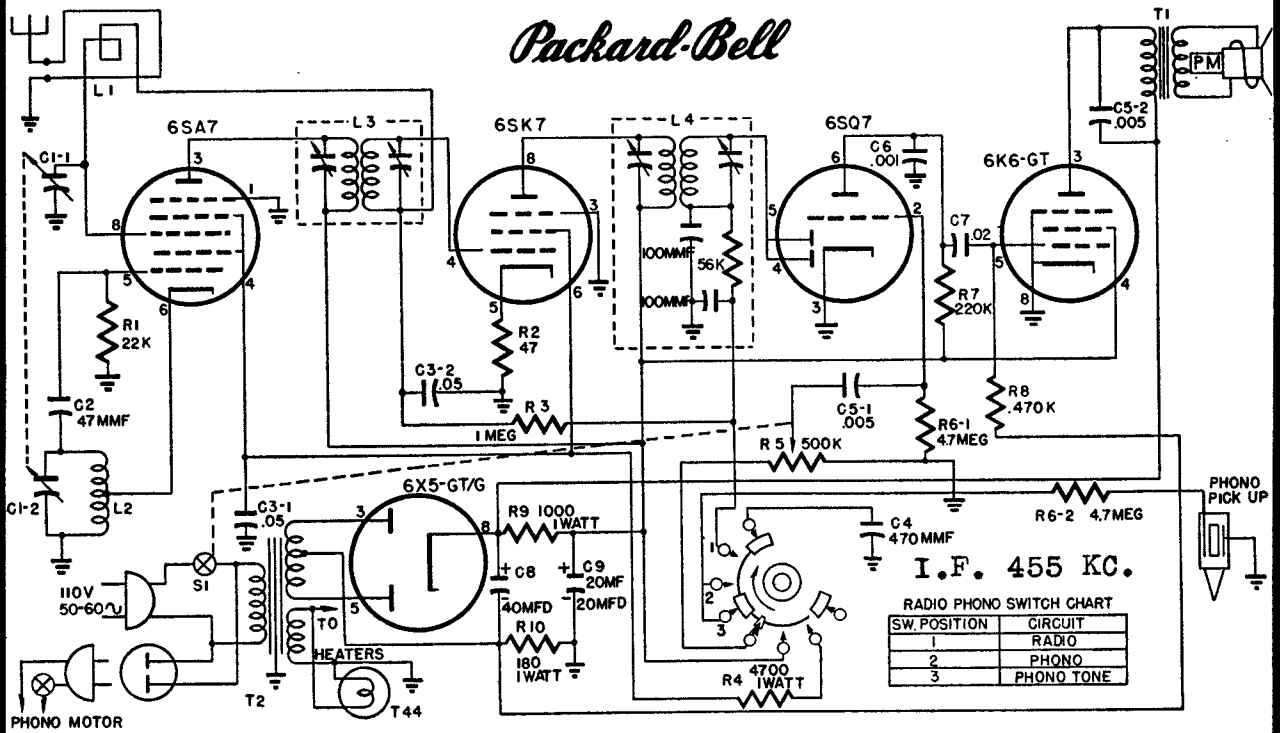 Packard-Bell
T1
PM
L1
C5-2
.005
6SA7
L3
6SK7
L4
6SQ7
C6
.001
6K6-GT
C1-1
3
1
8
5
4
6
8
3
4
5
6
6
5
4
3
2
C7
.02
3
5
8
4
100MMF
56K
100MMF
R1
22K
R2
47
R7
220K
C3-2
.05
C2
47MMF
R3
1 MEG
C5-1
.005
R6-1
4.7MEG
R8
.470K
R5 500K
C1-2
L2
C3-1
.05
6X5-GT/G
3
8
5
R9 1000
1WATT
R6-2 4.7MEG
PHONO
PICK UP
C4
470MMF
S1
110V
50-60∿
C8
40MFD
C9
20MF
20MFD
+
+
-
-
1
2
3
I.F. 455 KC.
TO
HEATERS
R10
180
1WATT
R4
4700
1WATT
T2
T44
PHONO MOTOR
RADIO PHONO SWITCH CHART
SW. POSITION CIRCUIT
1 RADIO
2 PHONO
3 PHONO TONE